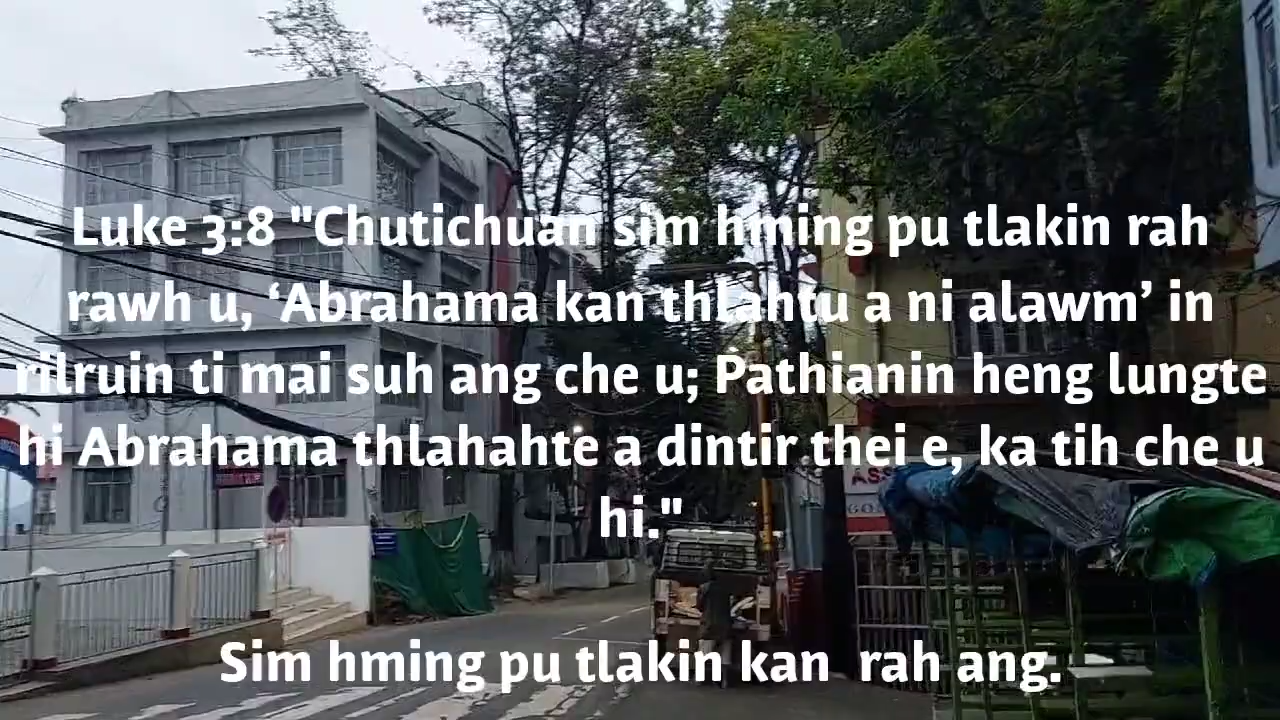 Luke 3:8 "Chutichuan sim hming pu tlakin rah
rawh u, ‘Abrahama kan thlahtu a ni alawm’ in
rilruin ti mai suh ang che u; Pathianin heng lungte
hi Abrahama thlahahte a dintir thei e, ka tih che u
hi."
ASS
Sim hming pu tlakin kan  rah ang.